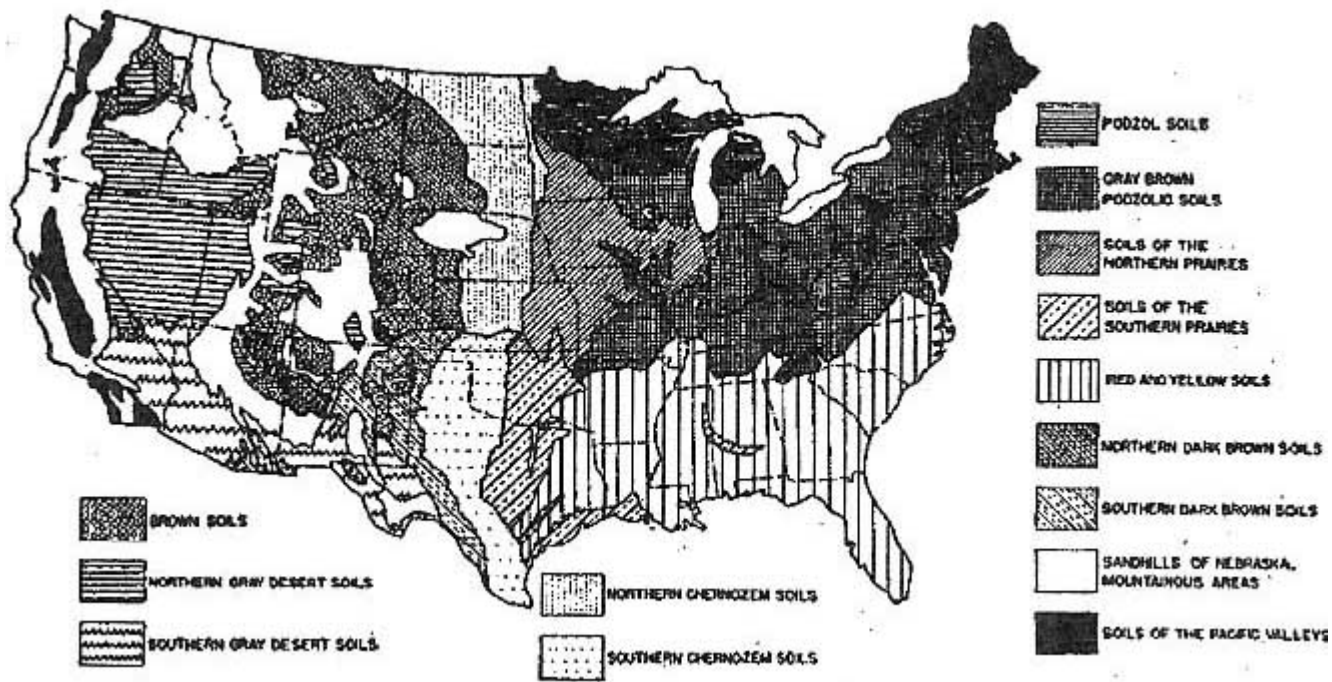 PODZOL SOILS
GRAY BROWN
PODZOLIC SOILS
SOILS OF THE
NORTHERN PRAIRIES
SOILS OF THE
SOUTHERN PRAIRIES
RED AND YELLOW SOILS
NORTHERN DARK BROWN SOILS
SOUTHERN DARK BROWN SOILS
SANDHILLS OF NEBRASKA,
MOUNTAINOUS AREAS
SOILS OF THE PACIFIC VALLEYS
BROWN SOILS
NORTHERN GRAY DESERT SOILS
SOUTHERN GRAY DESERT SOILS
NORTHERN CHERNOZEM SOILS
SOUTHERN CHERNOZEM SOILS